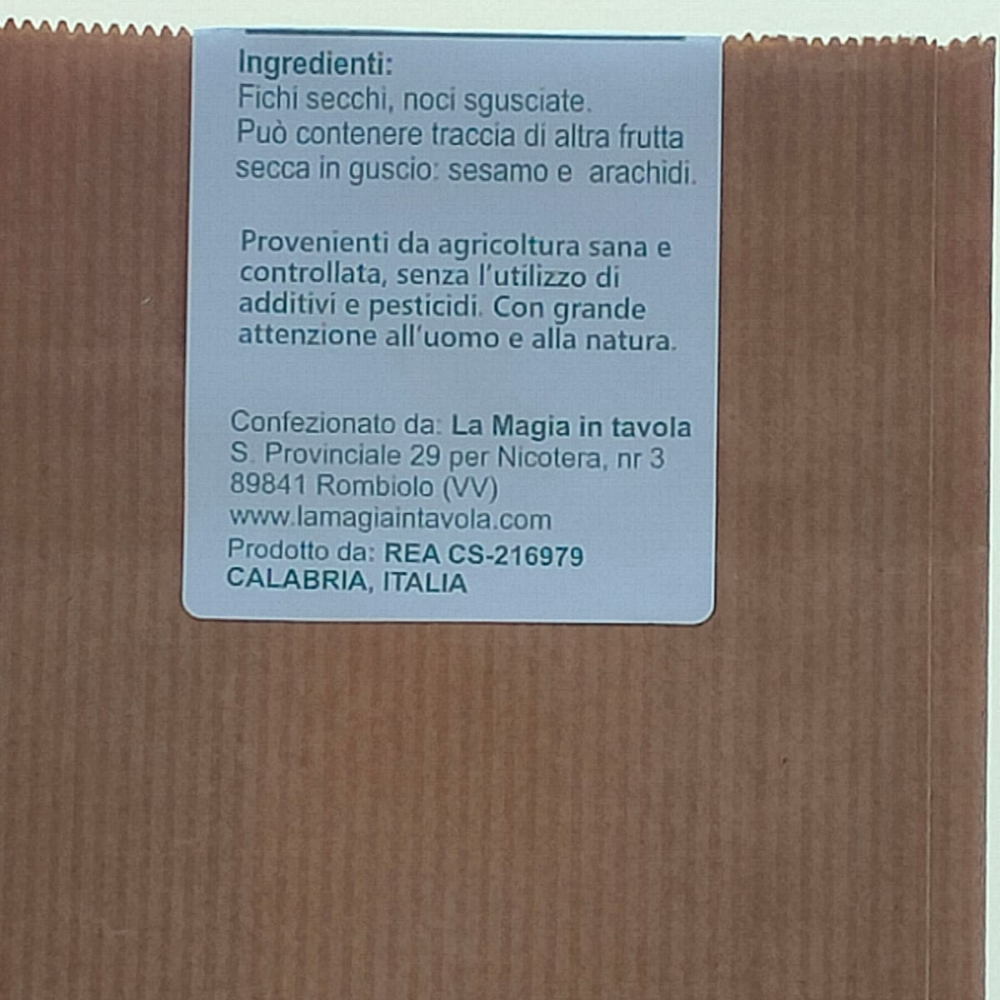 Ingredienti:
Fichi secchi, noci sgusciate.
Può contenere traccia di altra frutta
secca in guscio: sesamo e arachidi.
Provenienti da agricoltura sana e
controllata, senza l'utilizzo di
additivi e pesticidi. Con grande
attenzione all'uomo e alla natura.
Confezionato da: La Magia in tavola
S. Provinciale 29 per Nicotera, nr 3
89841 Rombiolo (VV)
www.lamagiaintavola.com
Prodotto da: REA CS-216979
CALABRIA, ITALIA